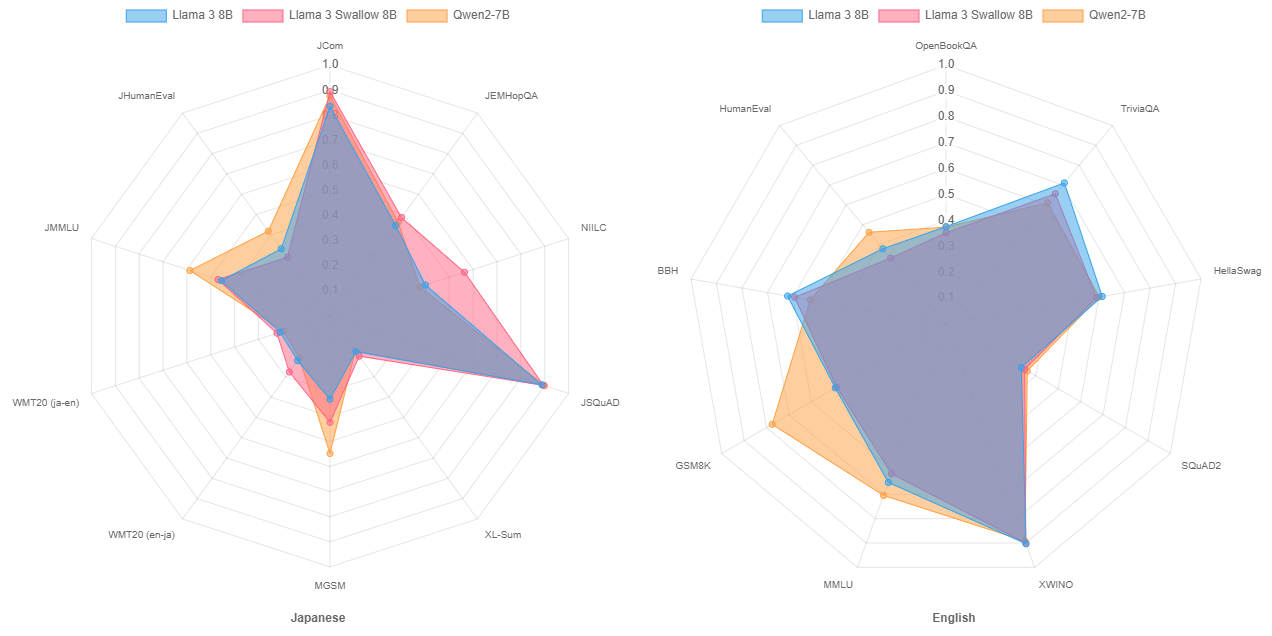 Llama 3 8B Llama 3 Swallow 8B Qwen2-7B
JCom
1.0
0.9
JHumanEval JEMHopQA
0.8
0.7
0.6
0.5
0.4
JMMLU NIILC
0.3
0.2
0.1
WMT20 (ja-en) JSQuAD
WMT20 (en-ja) XL-Sum
MGSM
Japanese
Llama 3 8B Llama 3 Swallow 8B Qwen2-7B
OpenBookQA
1.0
0.9
HumanEval TriviaQA
0.8
0.7
0.6
0.5
0.4
0.3
BBH HellaSwag
0.2
0.1
GSM8K SQuAD2
MMLU XWINO
English